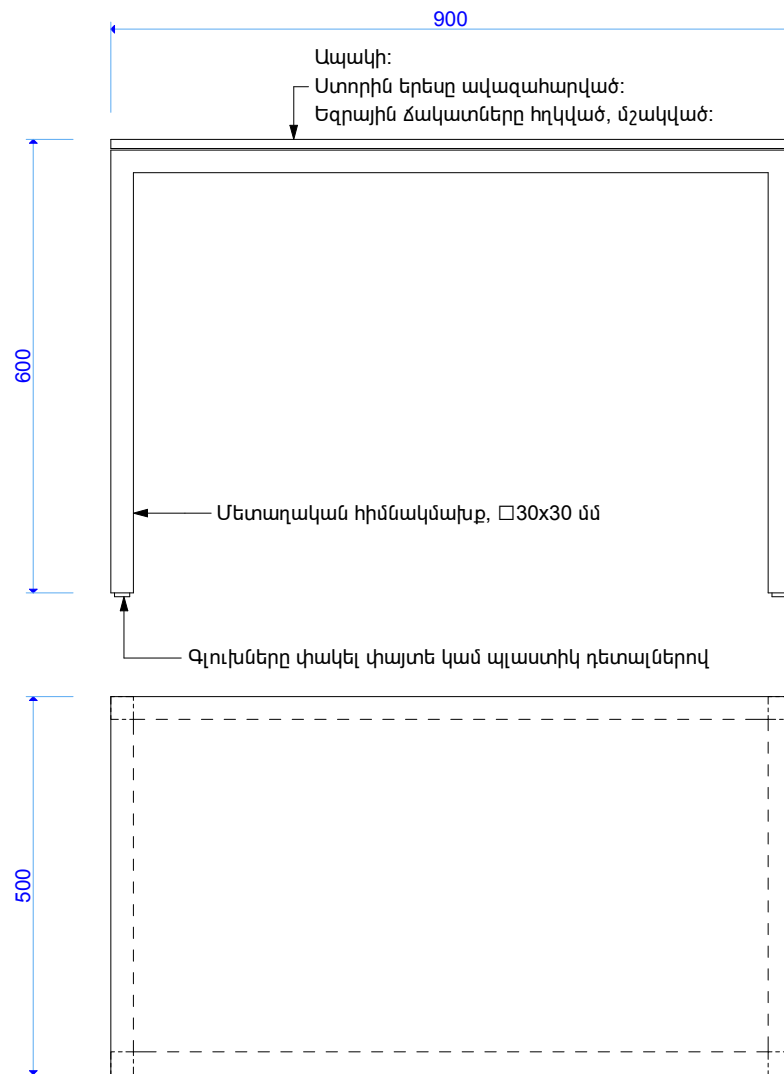 900
Ապակի:
Ստորին երեսը ավազահարված:
Եզրային ճակատները հղկված, մշակված:
600
Մետաղական հիմնակմախք, □30x30 մմ
Գլուխները փակել փայտե կամ պլաստիկ դետալներով
500